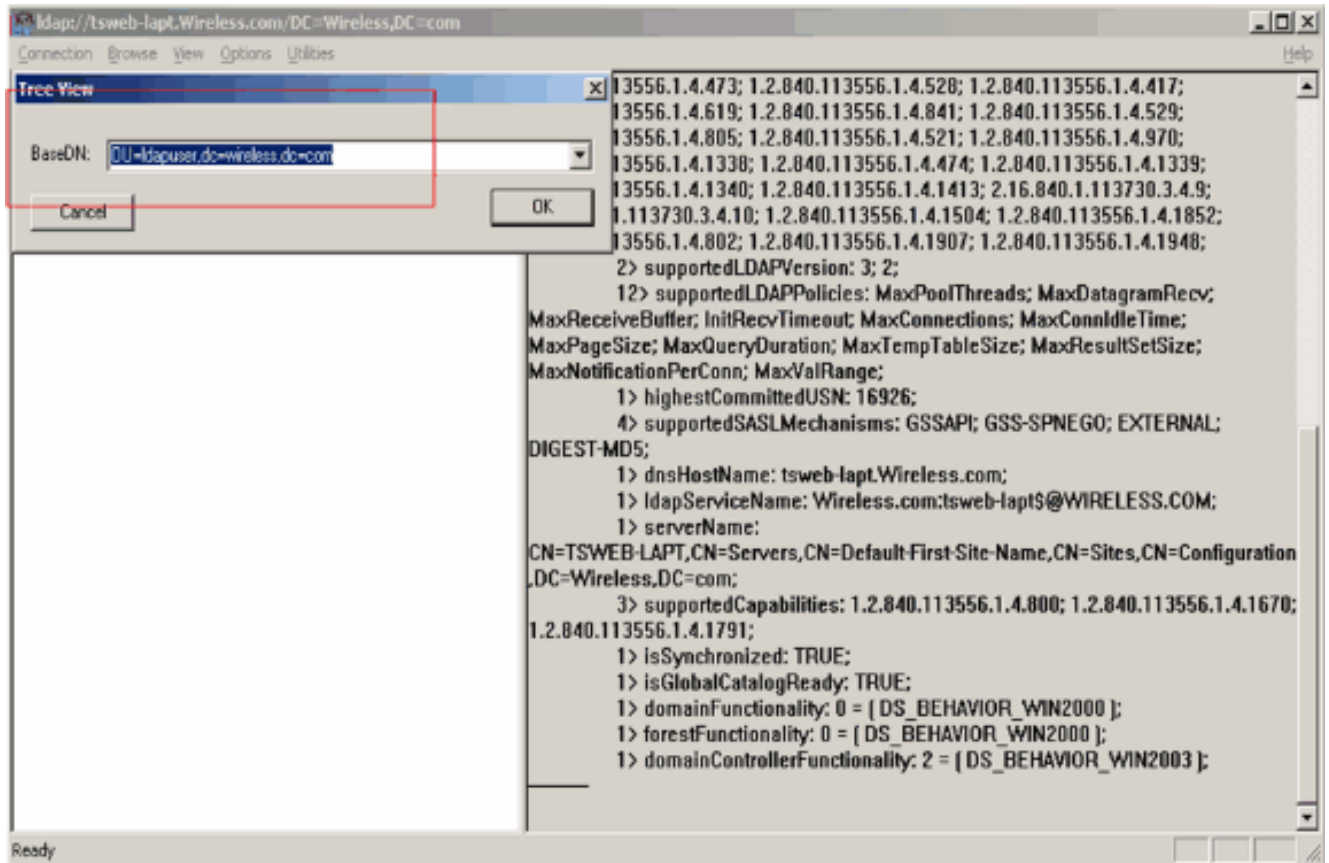 ldap://tsweb-lapt.Wireless.com/DC=Wireless,DC=com
Connection Browse View Options Utilities Help
Tree View
BaseDN: OU=ldapuser,dc=wireless,dc=com
Cancel OK
13556.1.4.473; 1.2.840.113556.1.4.528; 1.2.840.113556.1.4.417;
13556.1.4.619; 1.2.840.113556.1.4.841; 1.2.840.113556.1.4.529;
13556.1.4.805; 1.2.840.113556.1.4.521; 1.2.840.113556.1.4.970;
13556.1.4.1338; 1.2.840.113556.1.4.474; 1.2.840.113556.1.4.1339;
13556.1.4.1340; 1.2.840.113556.1.4.1413; 2.16.840.1.113730.3.4.9;
1.113730.3.4.10; 1.2.840.113556.1.4.1504; 1.2.840.113556.1.4.1852;
13556.1.4.802; 1.2.840.113556.1.4.1907; 1.2.840.113556.1.4.1948;
2> supportedLDAPVersion: 3; 2;
12> supportedLDAPPolicies: MaxPoolThreads; MaxDatagramRecv;
MaxReceiveBuffer; InitRecvTimeout; MaxConnections; MaxConnIdleTime;
MaxPageSize; MaxQueryDuration; MaxTempTableSize; MaxResultSetSize;
MaxNotificationPerConn; MaxValRange;
1> highestCommittedUSN: 16926;
4> supportedSASLMechanisms: GSSAPI; GSS-SPNEGO; EXTERNAL;
DIGEST-MD5;
1> dnsHostName: tsweb-lapt.Wireless.com;
1> ldapServiceName: Wireless.com:tsweb-lapt$@WIRELESS.COM;
1> serverName:
CN=TSWEB-LAPT,CN=Servers,CN=Default-First-Site-Name,CN=Sites,CN=Configuration
,DC=Wireless,DC=com;
3> supportedCapabilities: 1.2.840.113556.1.4.800; 1.2.840.113556.1.4.1670;
1.2.840.113556.1.4.1791;
1> isSynchronized: TRUE;
1> isGlobalCatalogReady: TRUE;
1> domainFunctionality: 0 = ( DS_BEHAVIOR_WIN2000 );
1> forestFunctionality: 0 = ( DS_BEHAVIOR_WIN2000 );
1> domainControllerFunctionality: 2 = ( DS_BEHAVIOR_WIN2003 );
Ready